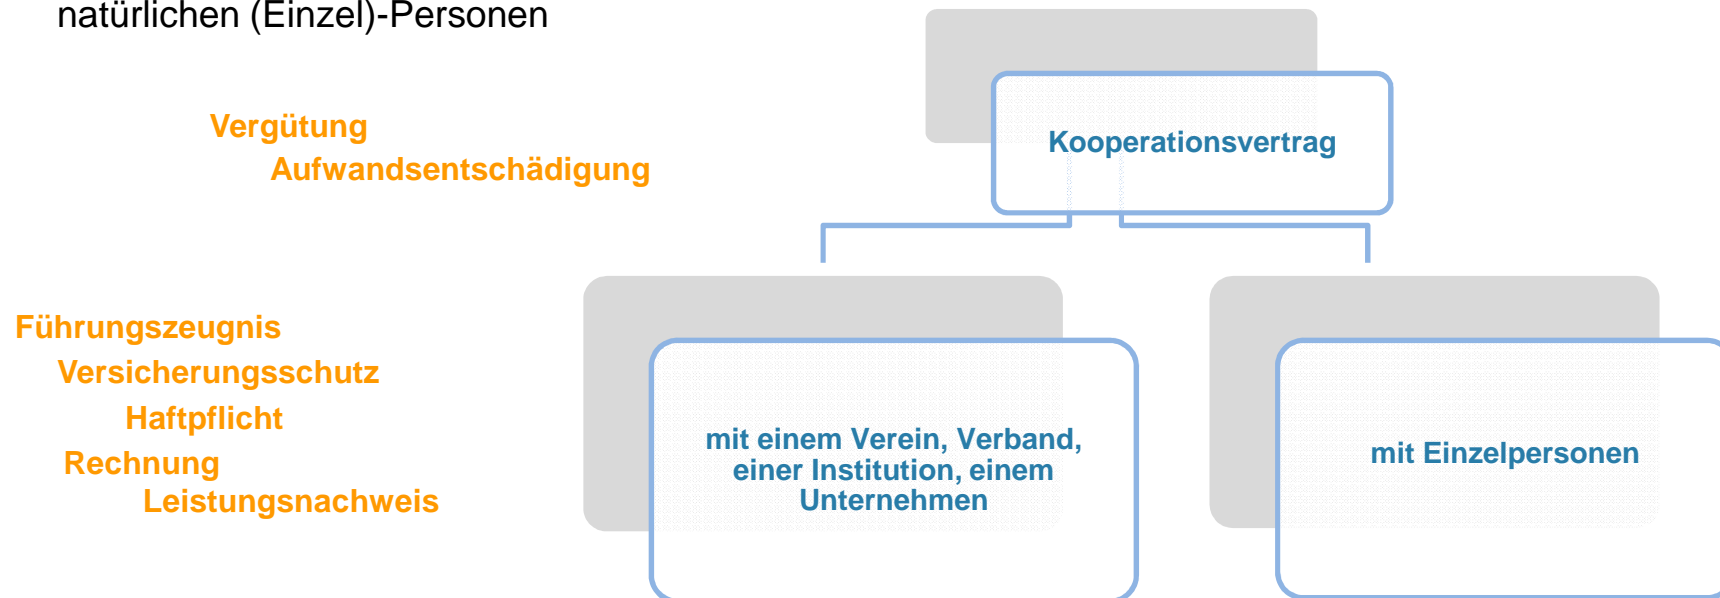 natürlichen (Einzel)-Personen
Vergütung
Aufwandsentschädigung
Kooperationsvertrag
Führungszeugnis
Versicherungsschutz
Haftpflicht
Rechnung
Leistungsnachweis
mit einem Verein, Verband,
einer Institution, einem
Unternehmen
mit Einzelpersonen